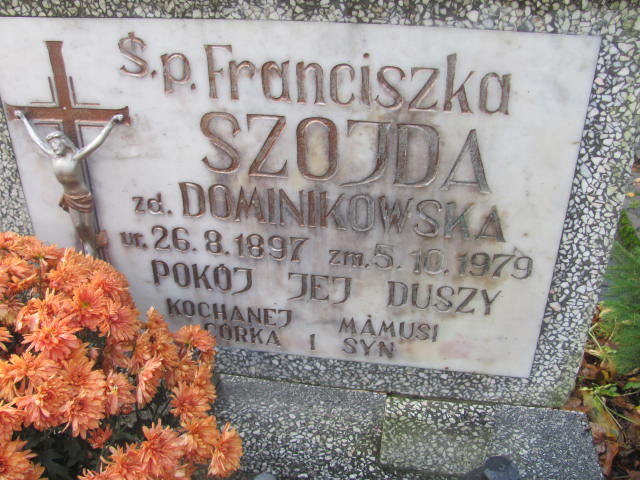 Ś.p. Franciszka
SZOJDA
zd. DOMINIKOWSKA
ur. 26.8.1897 zm. 5.10.1979
POKÓJ JEJ DUSZY
KOCHANEJ MAMUSI
CÓRKA I SYN